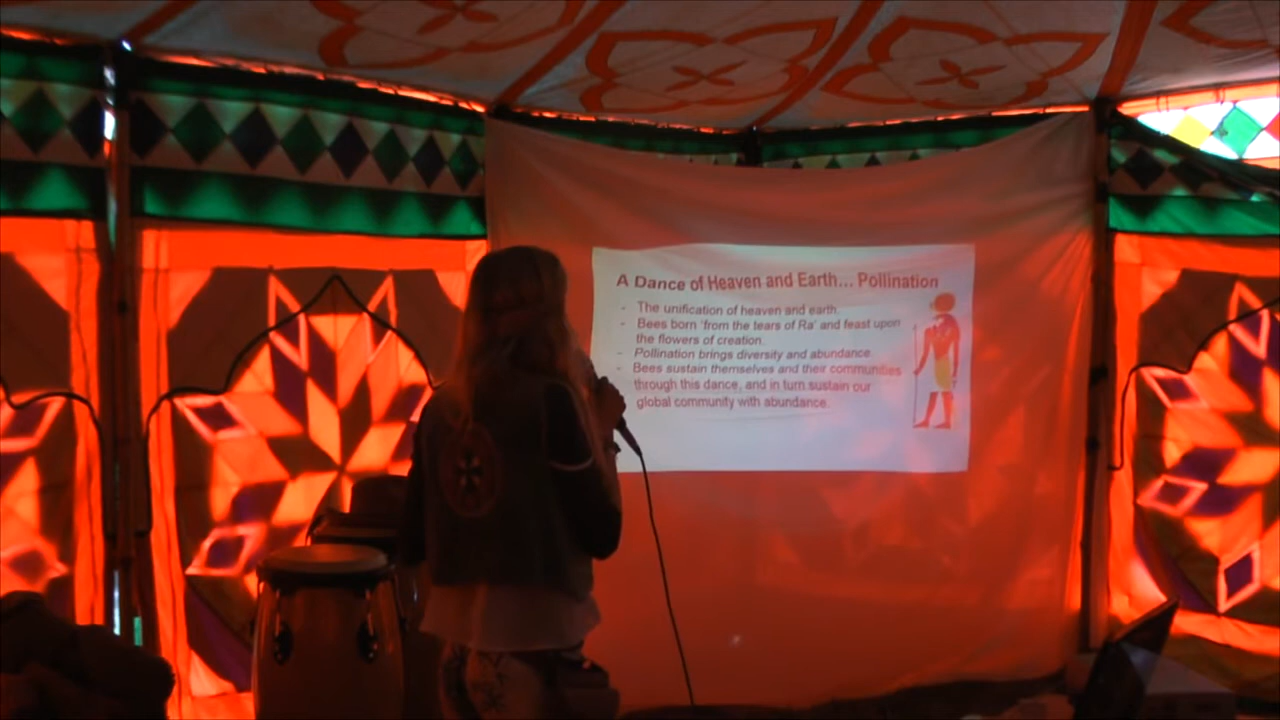 A Dance of Heaven and Earth... Pollination
- The unification of heaven and earth.
- Bees born 'from the tears of Ra' and feast upon
the flowers of creation.
- Pollination brings diversity and abundance.
- Bees sustain themselves and their communities
through this dance, and in turn sustain our
global community with abundance.